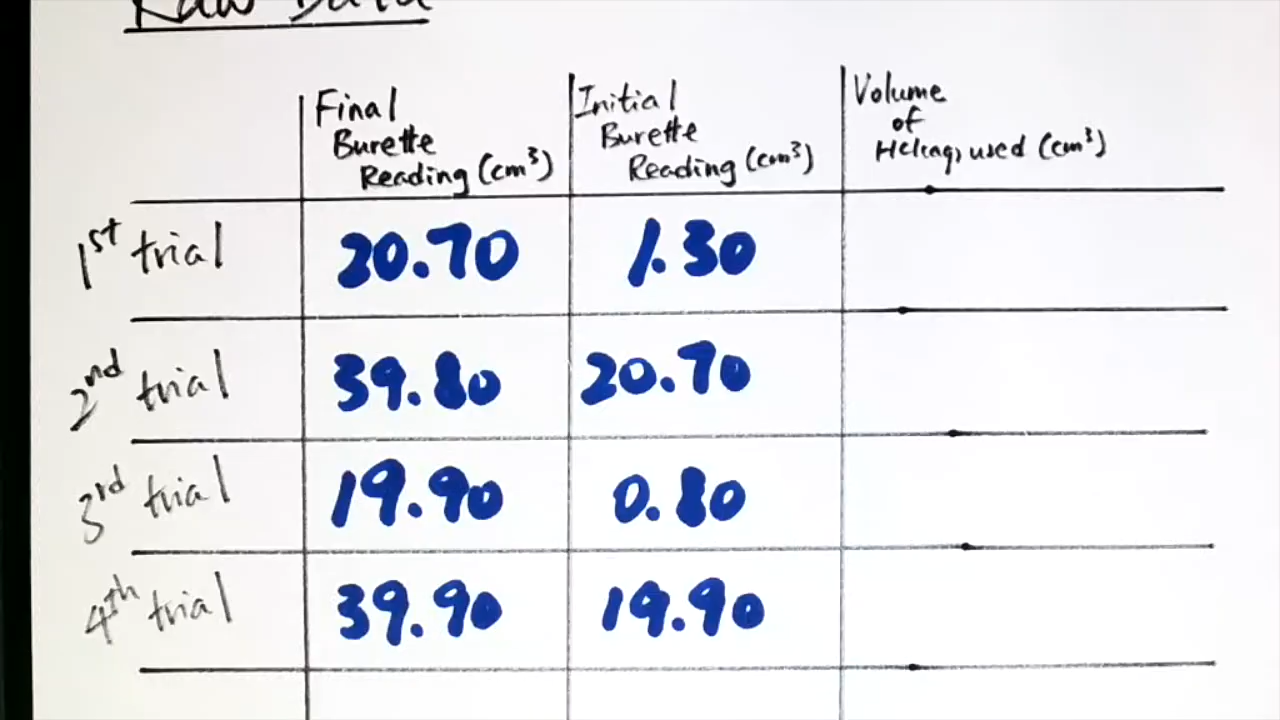 Raw Data
Final
Burette
Reading (cm³)
Initial
Burette
Reading (cm³)
Volume
of
HCl(aq) used (cm³)
1st trial
20.70
1.30
2nd trial
39.80
20.70
3rd trial
19.90
0.80
4th trial
39.90
19.90